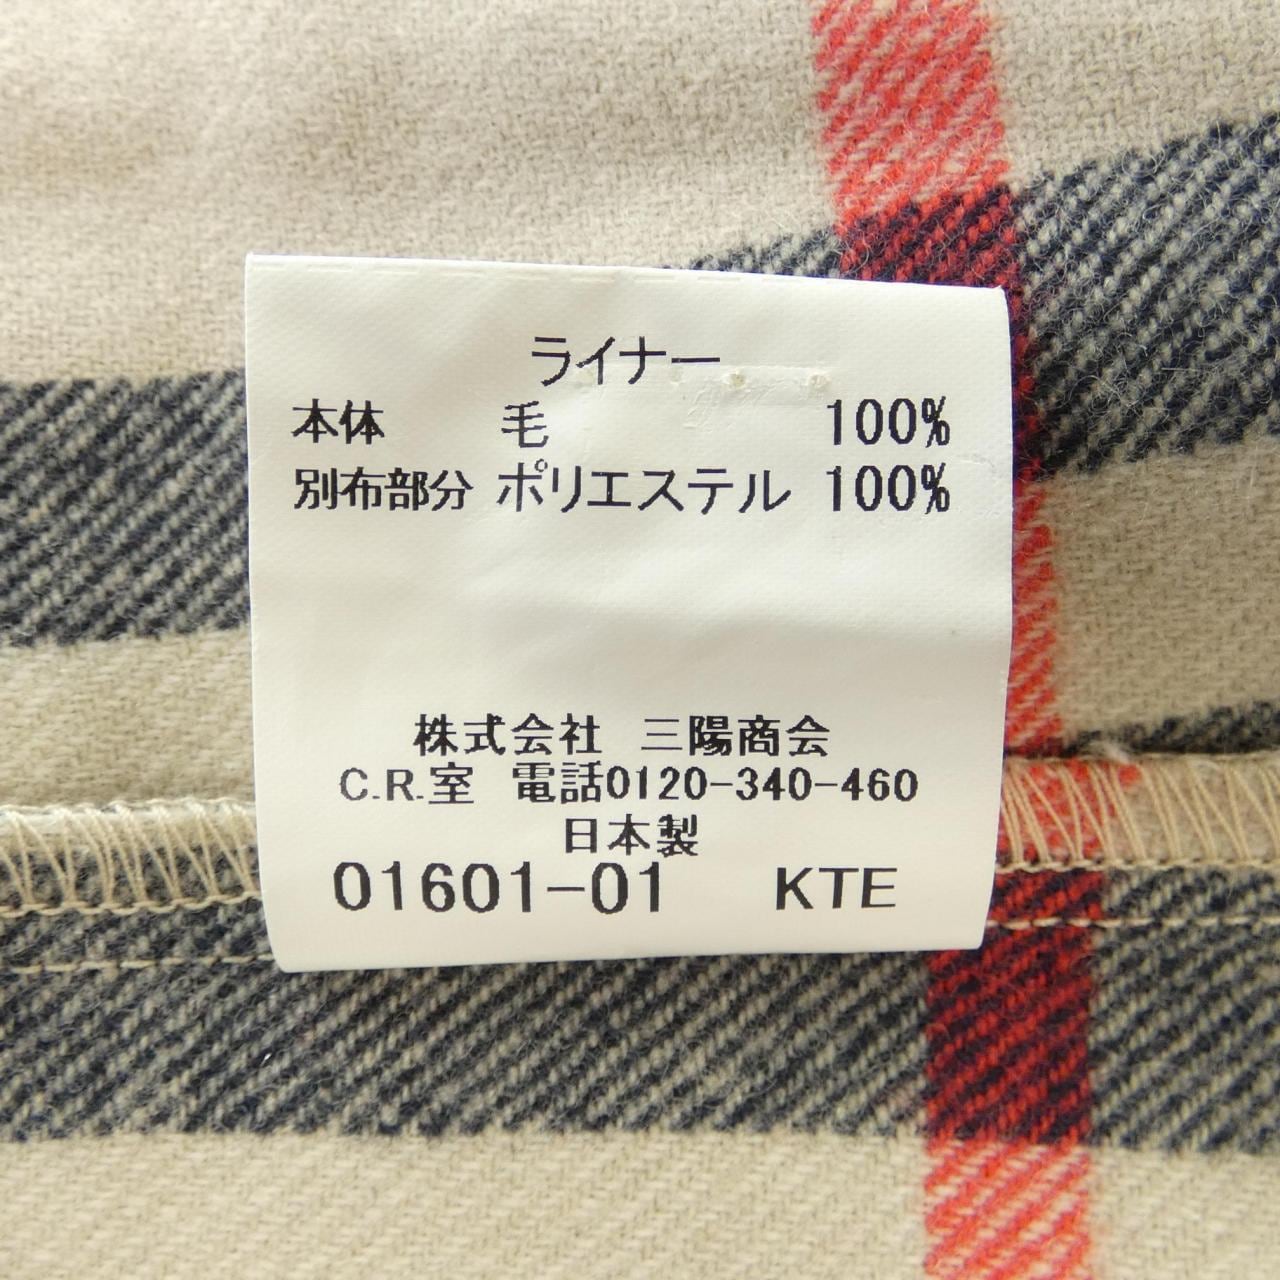 ライナー
本体 毛 100%
別布部分 ポリエステル 100%
株式会社 三陽商会
C.R.室 電話0120-340-460
日本製
01601-01 KTE